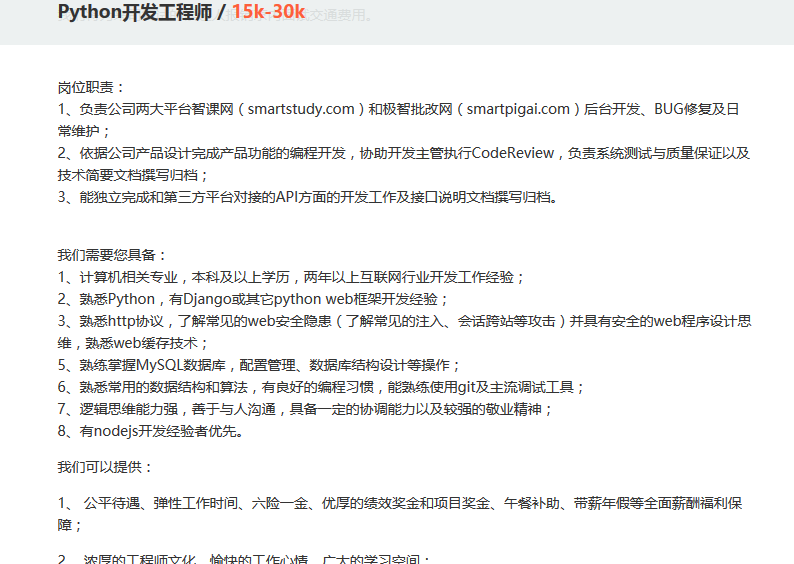 Python开发工程师 / 15k-30k
交通费用。
岗位职责：
1、负责公司两大平台智课网（smartstudy.com）和极智批改网（smartpigai.com）后台开发、BUG修复及日
常维护；
2、依据公司产品设计完成产品功能的编程开发，协助开发主管执行CodeReview，负责系统测试与质量保证以及
技术简要文档撰写归档；
3、能独立完成和第三方平台对接的API方面的开发工作及接口说明文档撰写归档。
我们需要您具备：
1、计算机相关专业，本科及以上学历，两年以上互联网行业开发工作经验；
2、熟悉Python，有Django或其它python web框架开发经验；
3、熟悉http协议，了解常见的web安全隐患（了解常见的注入、会话跨站等攻击）并具有安全的web程序设计思
维，熟悉web缓存技术；
5、熟练掌握MySQL数据库，配置管理、数据库结构设计等操作；
6、熟悉常用的数据结构和算法，有良好的编程习惯，能熟练使用git及主流调试工具；
7、逻辑思维能力强，善于与人沟通，具备一定的协调能力以及较强的敬业精神；
8、有nodejs开发经验者优先。
我们可以提供：
1、 公平待遇、弹性工作时间、六险一金、优厚的绩效奖金和项目奖金、午餐补助、带薪年假等全面薪酬福利保
障；
2、 浓厚的工程师文化、愉快的工作心情、广大的学习空间；